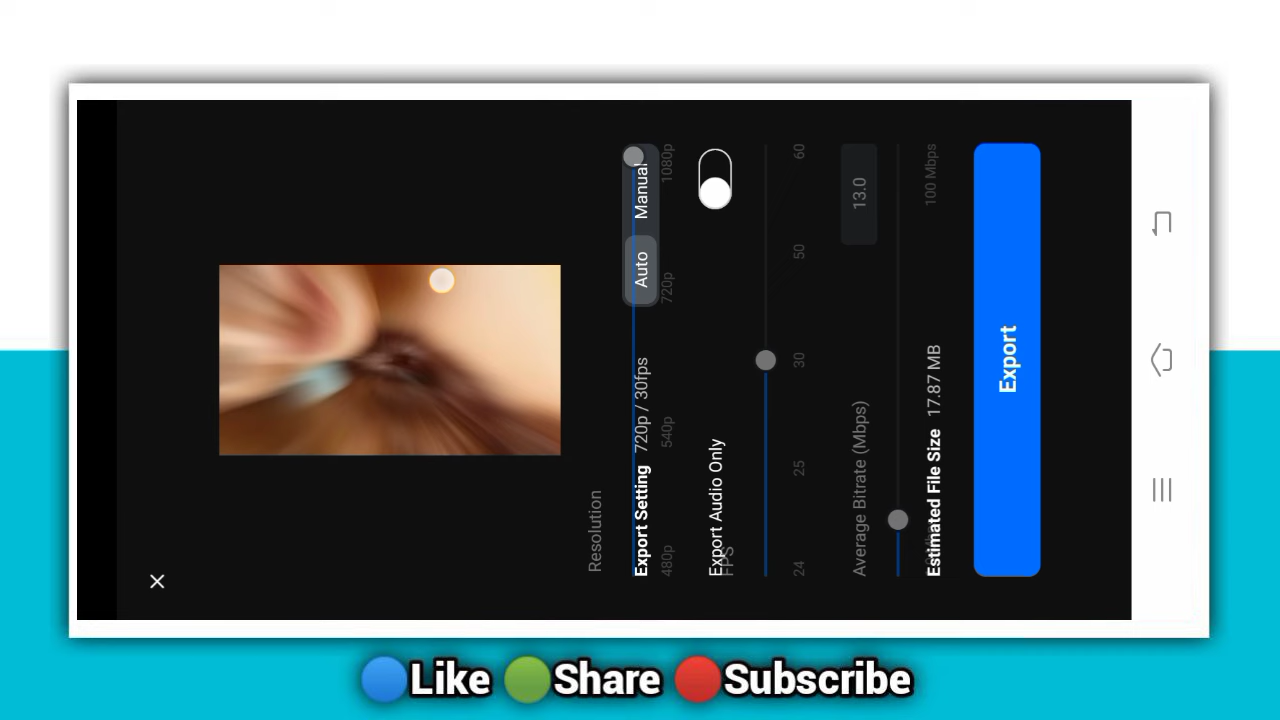 Resolution
Manual
Auto
Export Setting 720p / 30fps
1080p
720p
540p
480p
Export Audio Only
FPS
60
50
30
25
24
13.0
Average Bitrate (Mbps)
100 Mbps
Estimated File Size 17.87 MB
Export
Like Share Subscribe